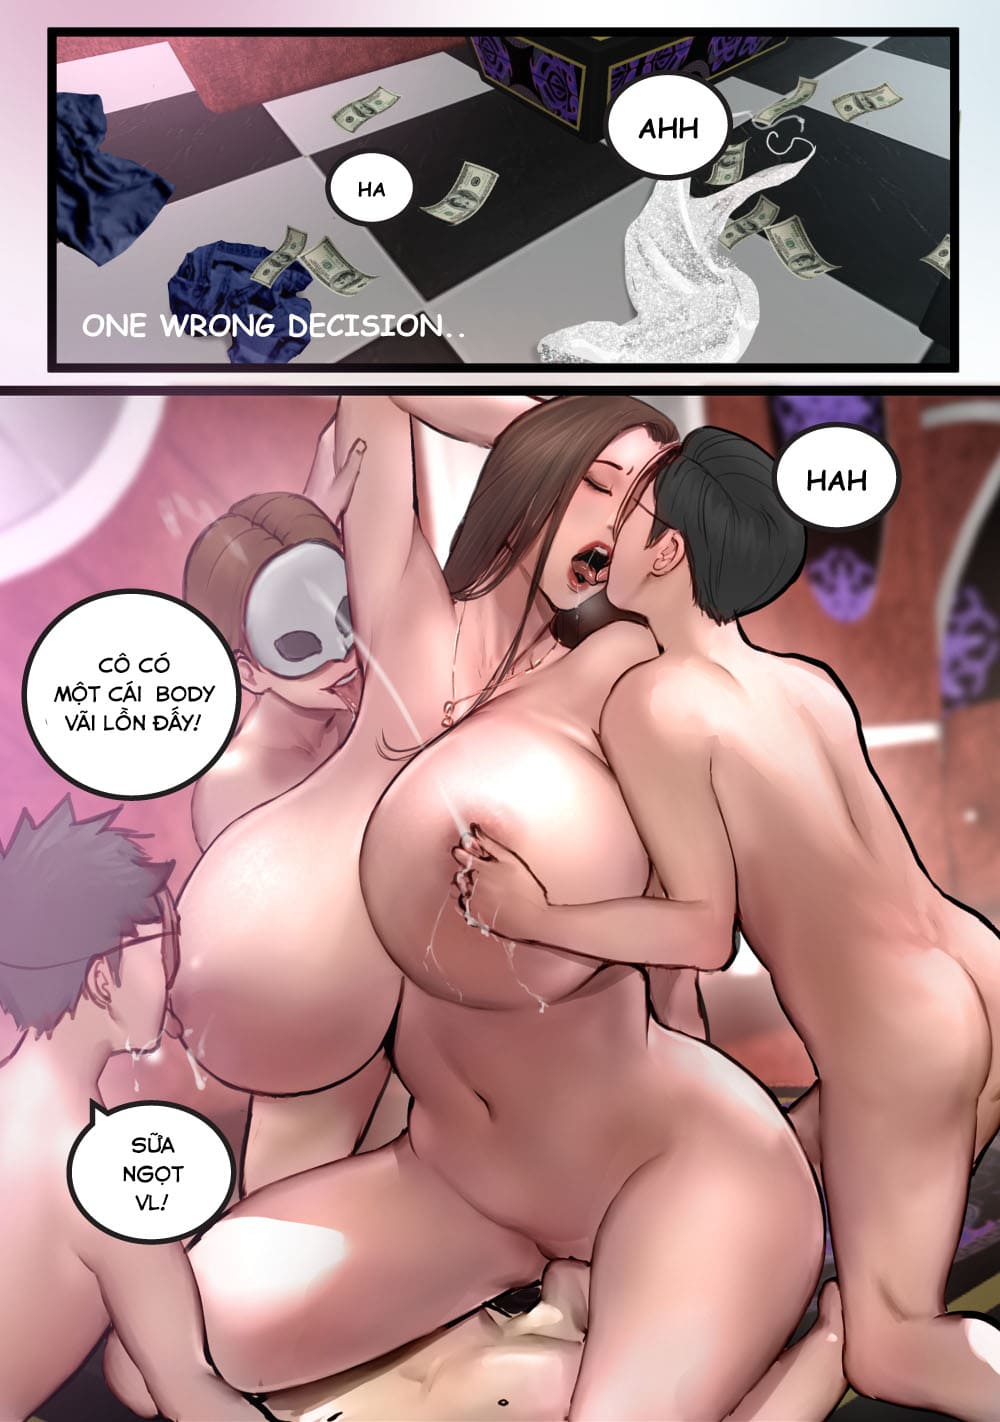 AHH
HA
ONE WRONG DECISION..
HAH
CÔ CÓ
MỘT CÁI BODY
VÃI LỒN ĐẤY!
SỮA
NGỌT
VL!